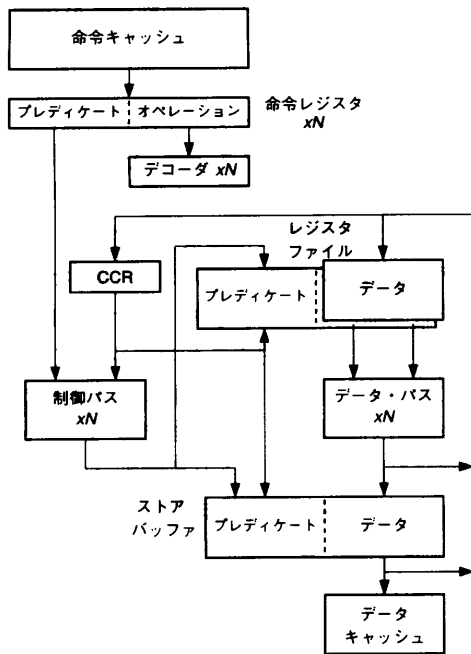 命令キャッシュ
プレディケート オペレーション
命令レジスタ
xN
デコーダ xN
レジスタ
ファイル
CCR
プレディケート
データ
制御パス
xN
データ・パス
xN
ストア
バッファ
プレディケート
データ
データ
キャッシュ